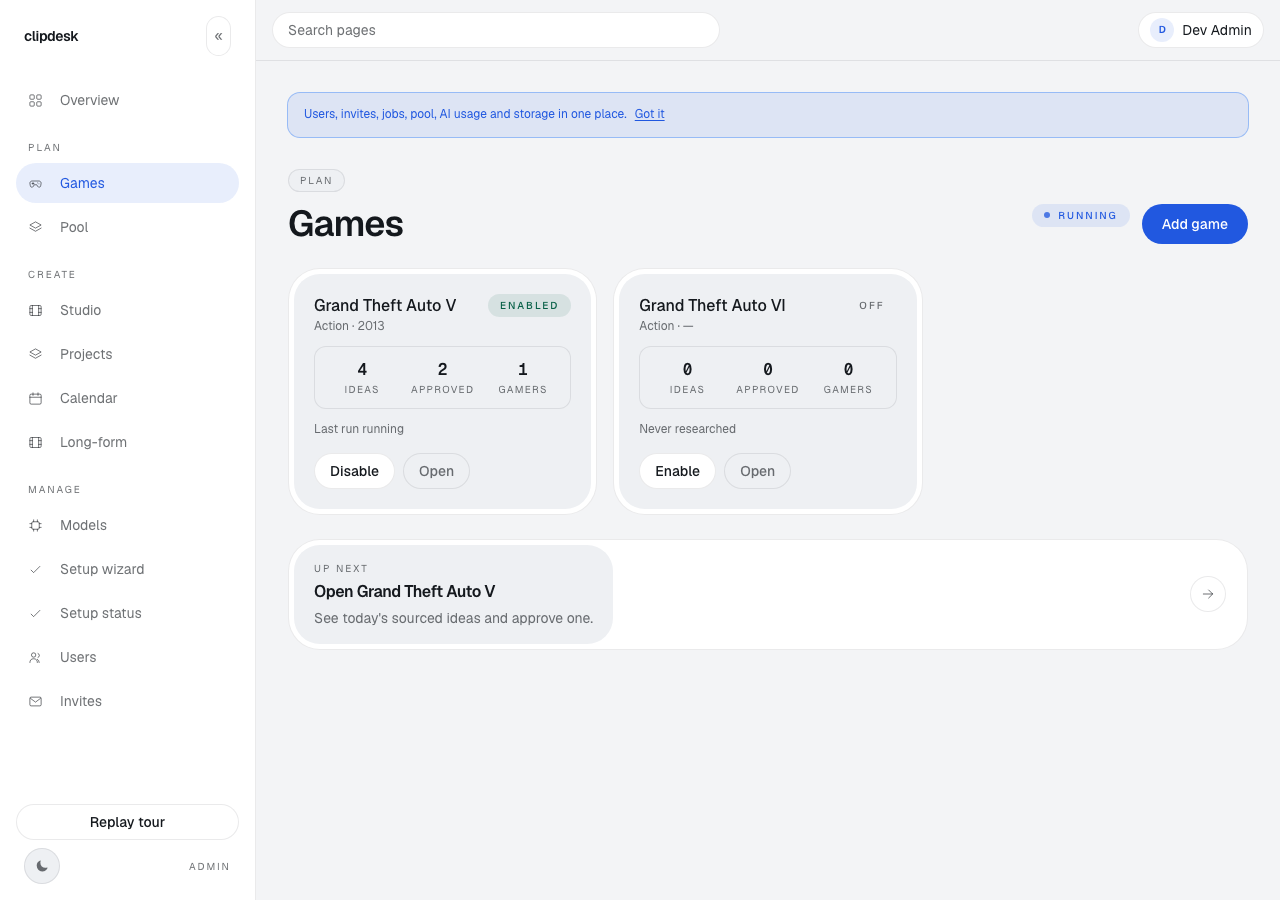 clipdesk
«
Search pages
D
Dev Admin
Overview
PLAN
Games
Pool
CREATE
Studio
Projects
Calendar
Long-form
MANAGE
Models
Setup wizard
Setup status
Users
Invites
Replay tour
ADMIN
Users, invites, jobs, pool, AI usage and storage in one place. Got it
PLAN
Games
RUNNING
Add game
Grand Theft Auto V
ENABLED
Action · 2013
4 2 1
IDEAS APPROVED GAMERS
Last run running
Disable Open
Grand Theft Auto VI
OFF
Action · —
0 0 0
IDEAS APPROVED GAMERS
Never researched
Enable Open
UP NEXT
Open Grand Theft Auto V
See today's sourced ideas and approve one.